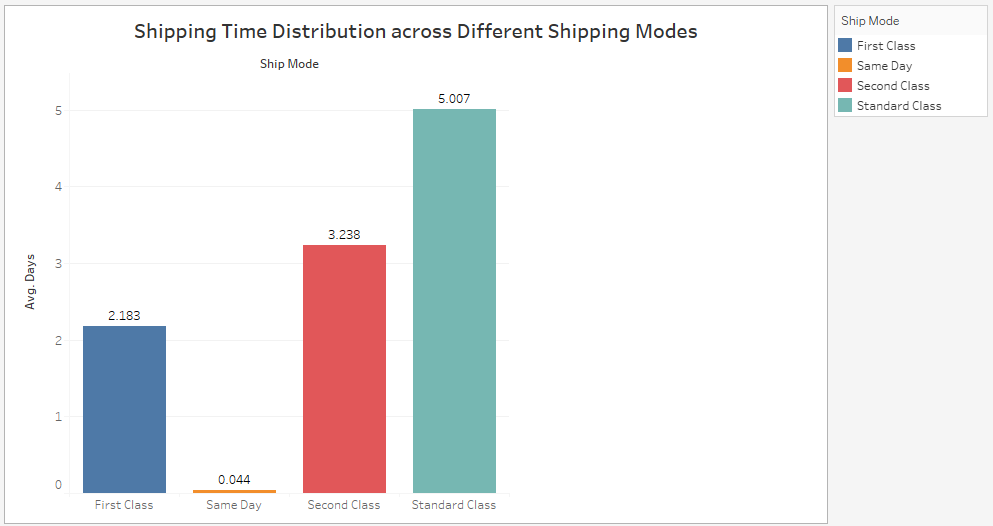 Shipping Time Distribution across Different Shipping Modes
Ship Mode
Avg. Days
5
4
3
2
1
0
2.183
0.044
3.238
5.007
First Class
Same Day
Second Class
Standard Class
Ship Mode
First Class
Same Day
Second Class
Standard Class